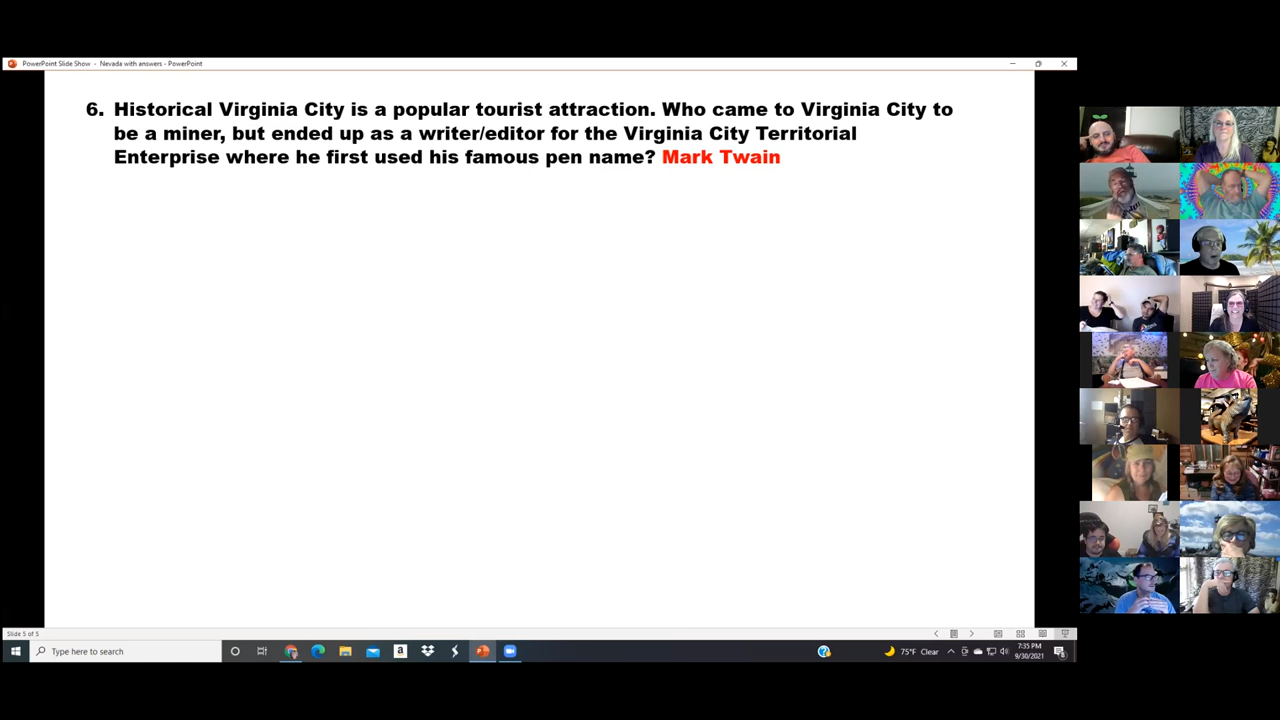 PowerPoint Slide Show - Nevada with answers - PowerPoint
6. Historical Virginia City is a popular tourist attraction. Who came to Virginia City to
be a miner, but ended up as a writer/editor for the Virginia City Territorial
Enterprise where he first used his famous pen name? Mark Twain
Slide 5 of 5
Type here to search
75°F Clear
7:35 PM
9/30/2021